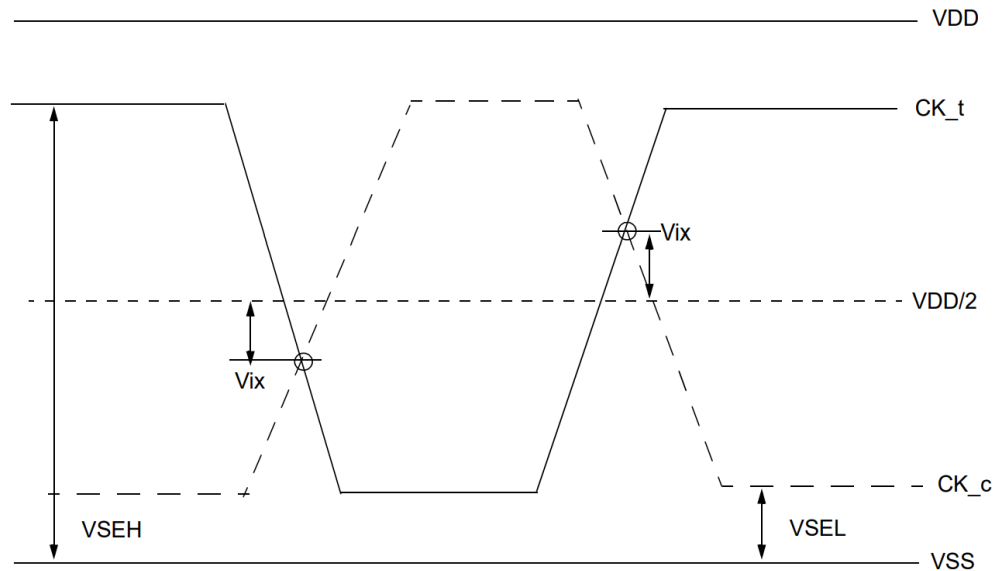 VDD
CK_t
Vix
VDD/2
Vix
CK_c
VSEH
VSEL
VSS